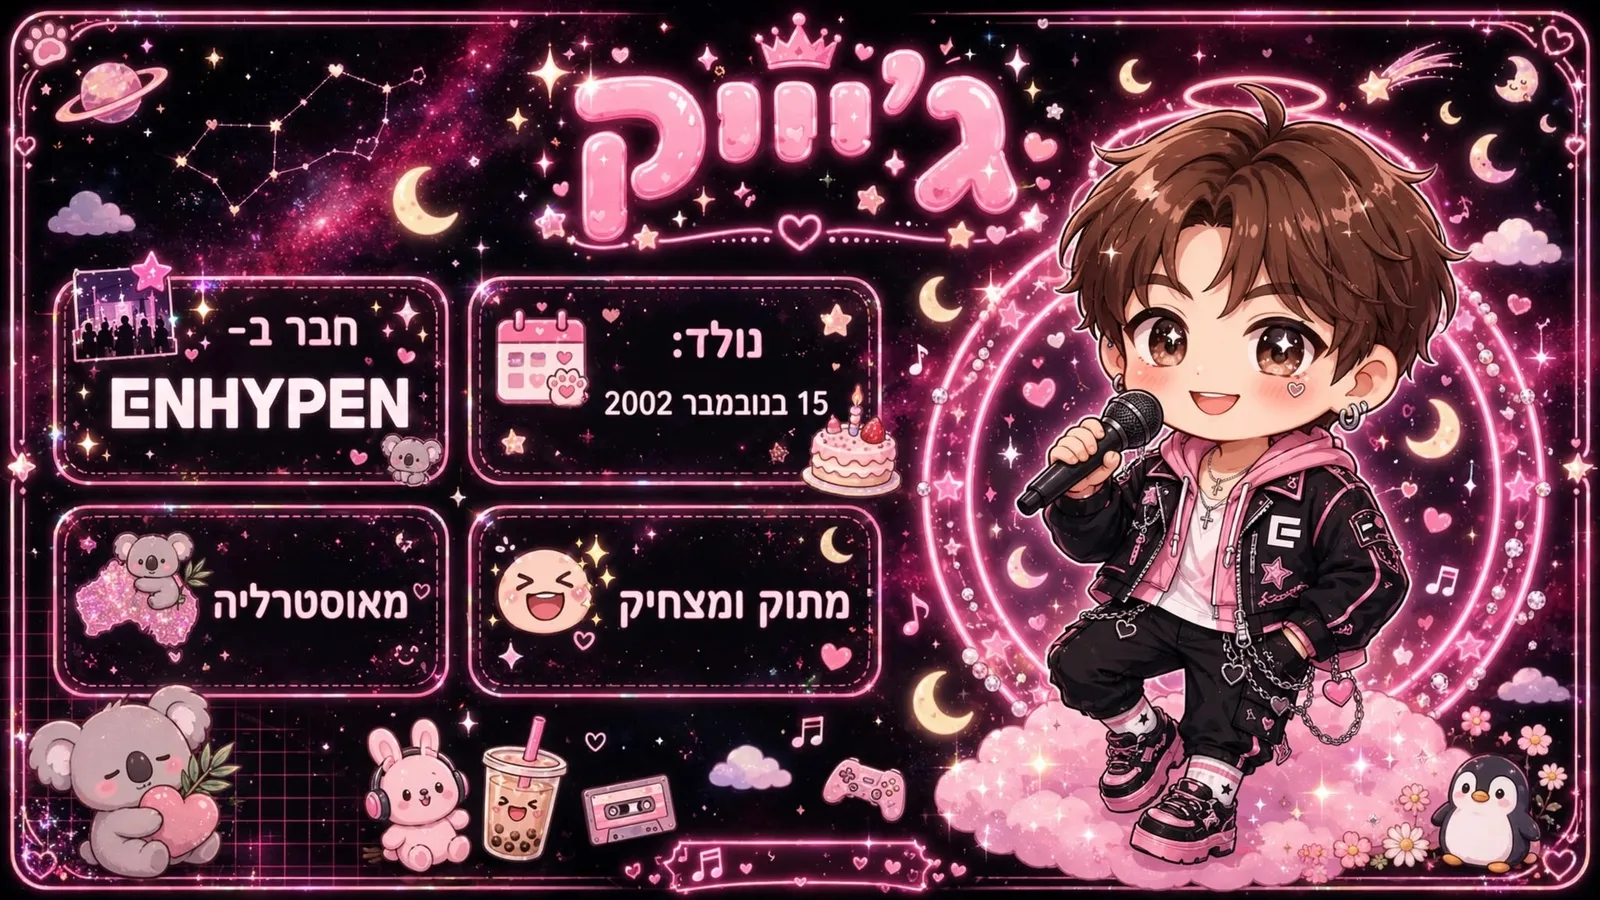 ג'ייק
חבר ב-
ENHYPEN
נולד:
15 בנובמבר 2002
מאוסטרליה
מתוק ומצחיק